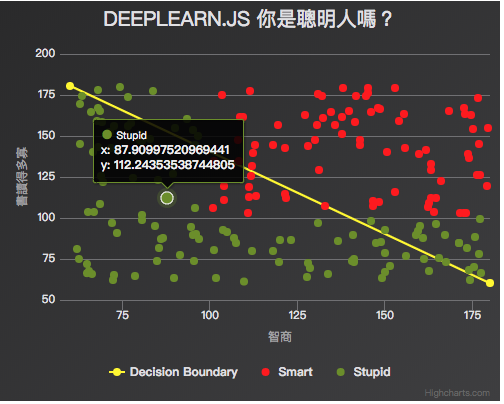 DEEPLEARN.JS 你是聰明人嗎？
200
175
150
125
100
75
50
書讀得多寡
Stupid
x: 87.90997520969441
y: 112.24353538744805
75
100
125
150
175
智商
Decision Boundary
Smart
Stupid
Highcharts.com